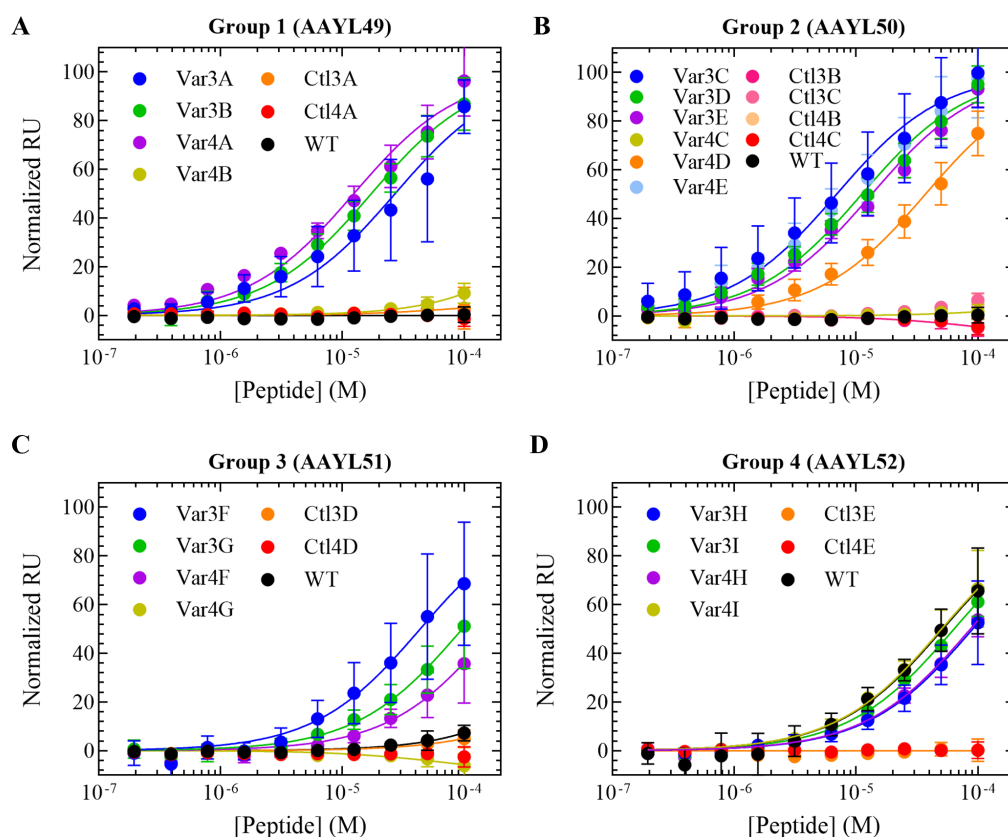 A
Group 1 (AAYL49)
Var3A
Var3B
Var4A
Var4B
Ctl3A
Ctl4A
WT
Normalized RU
100
80
60
40
20
0
10-7
10-6
10-5
10-4
[Peptide] (M)
B
Group 2 (AAYL50)
Var3C
Var3D
Var3E
Var4C
Var4D
Var4E
Ctl3B
Ctl3C
Ctl4B
Ctl4C
WT
100
80
60
40
20
0
10-7
10-6
10-5
10-4
[Peptide] (M)
C
Group 3 (AAYL51)
Var3F
Var3G
Var4F
Var4G
Ctl3D
Ctl4D
WT
Normalized RU
100
80
60
40
20
0
10-7
10-6
10-5
10-4
[Peptide] (M)
D
Group 4 (AAYL52)
Var3H
Var3I
Var4H
Var4I
Ctl3E
Ctl4E
WT
Normalized RU
100
80
60
40
20
0
10-7
10-6
10-5
10-4
[Peptide] (M)